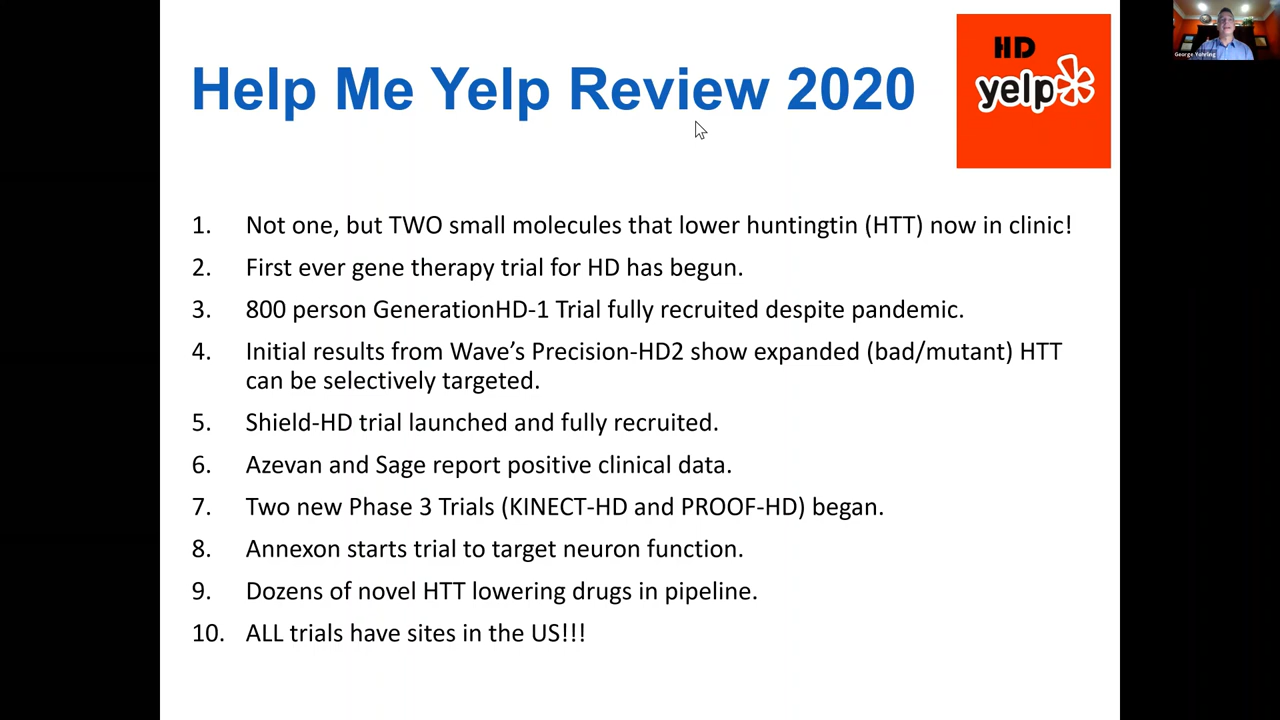 Help Me Yelp Review 2020
HD
yelp
George Yohrling
1. Not one, but TWO small molecules that lower huntingtin (HTT) now in clinic!
2. First ever gene therapy trial for HD has begun.
3. 800 person GenerationHD-1 Trial fully recruited despite pandemic.
4. Initial results from Wave’s Precision-HD2 show expanded (bad/mutant) HTT
can be selectively targeted.
5. Shield-HD trial launched and fully recruited.
6. Azevan and Sage report positive clinical data.
7. Two new Phase 3 Trials (KINECT-HD and PROOF-HD) began.
8. Annexon starts trial to target neuron function.
9. Dozens of novel HTT lowering drugs in pipeline.
10. ALL trials have sites in the US!!!